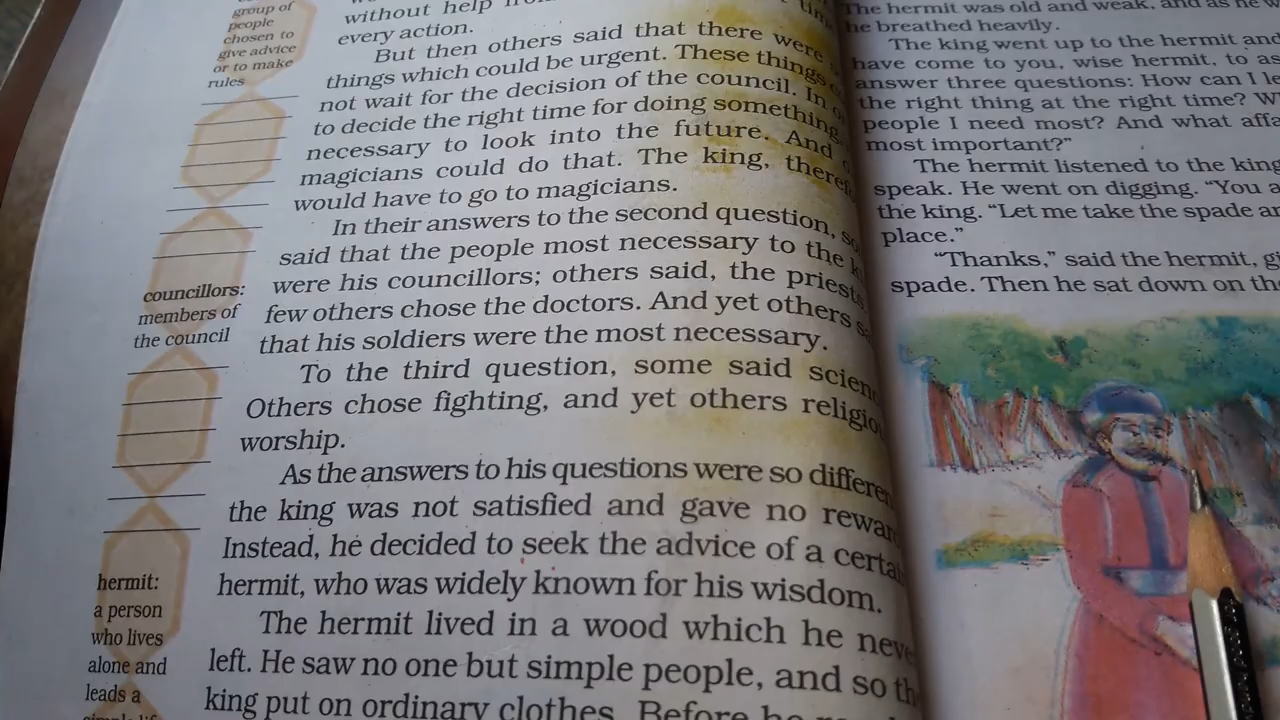 group of
people
chosen to
give advice
or to make
rules
councillors:
members of
the council
hermit:
a person
who lives
alone and
leads a
without help
every action.
But then others said that there were
things which could be urgent. These things
not wait for the decision of the council. In
to decide the right time for doing something,
necessary to look into the future. And
magicians could do that. The king,
would have to go to magicians.
In their answers to the second question,
said that the people most necessary to the
were his councillors; others said, the priests
few others chose the doctors. And yet others
that his soldiers were the most necessary.
To the third question, some said
Others chose fighting, and yet others
worship.
As the answers to his questions were so
the king was not satisfied and gave no
Instead, he decided to seek the advice of a
hermit, who was widely known for his wisdom.
The hermit lived in a wood which he
left. He saw no one but simple people, and so
king put on ordinary clothes. Before he
The hermit was old and weak, and as he
he breathed heavily.
The king went up to the hermit and
have come to you, wise hermit, to
answer three questions: How can I
the right thing at the right time?
people I need most? And what
most important?"
The hermit listened to the king
speak. He went on digging. "You
the king. "Let me take the spade
place."
"Thanks," said the hermit,
spade. Then he sat down on